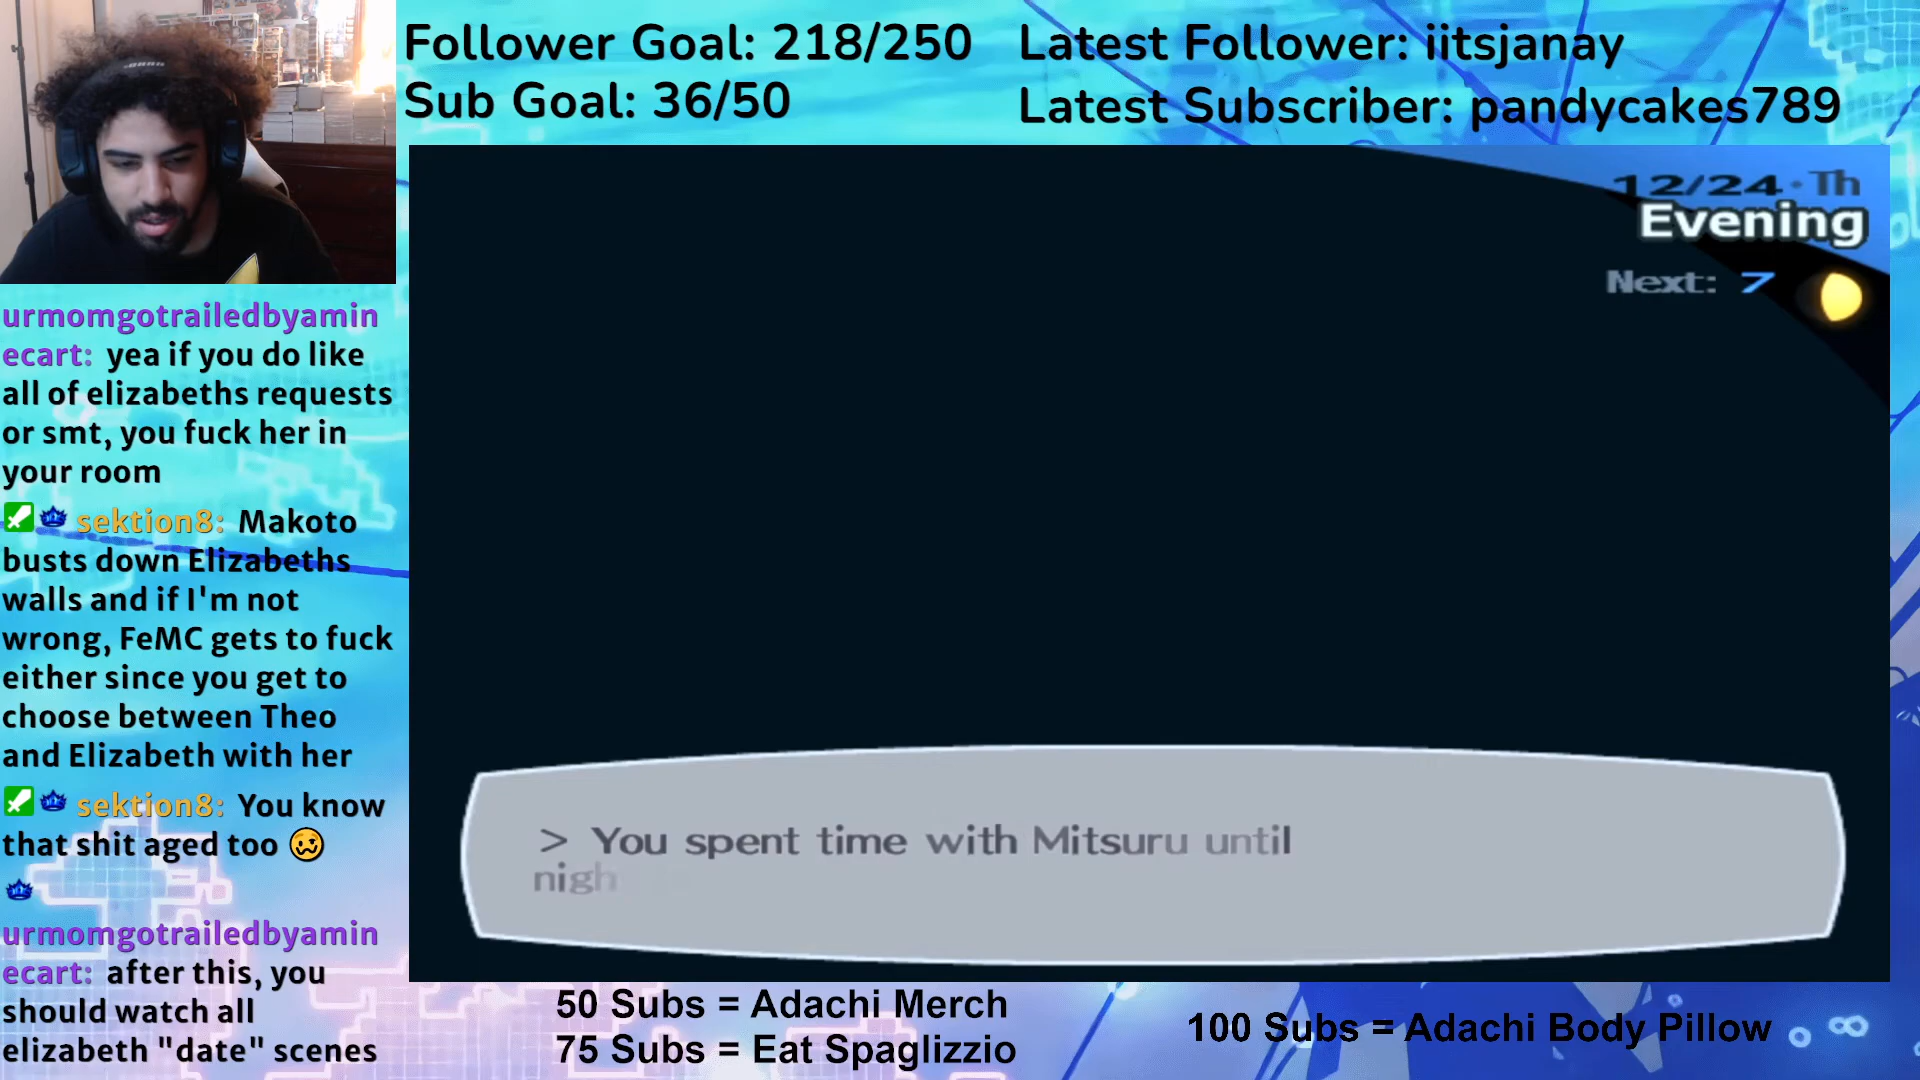 Follower Goal: 218/250
Latest Follower: iitsjanay
Sub Goal: 36/50
Latest Subscriber: pandycakes789
12/24 · Th
Evening
Next: 7
urmomgotrailedbyamin
ecart: yea if you do like
all of elizabeths requests
or smt, you fuck her in
your room
sektion8: Makoto
busts down Elizabeths
walls and if I'm not
wrong, FeMC gets to fuck
either since you get to
choose between Theo
and Elizabeth with her
sektion8: You know
that shit aged too 🥴
urmomgotrailedbyamin
ecart: after this, you
should watch all
elizabeth "date" scenes
> You spent time with Mitsuru until
nigh
50 Subs = Adachi Merch
75 Subs = Eat Spaglizzio
100 Subs = Adachi Body Pillow